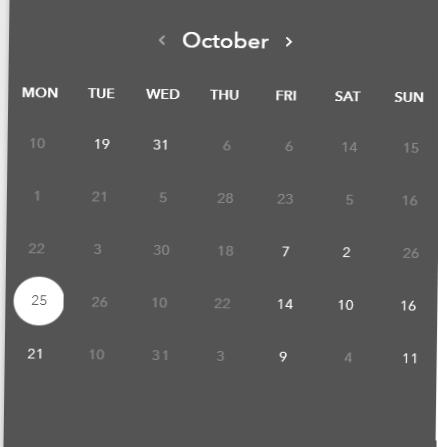 ‹ October ›
MON TUE WED THU FRI SAT SUN
10 19 31 6 6 14 15
1 21 5 28 23 5 16
22 3 30 18 7 2 26
25 26 10 22 14 10 16
21 10 31 3 9 4 11